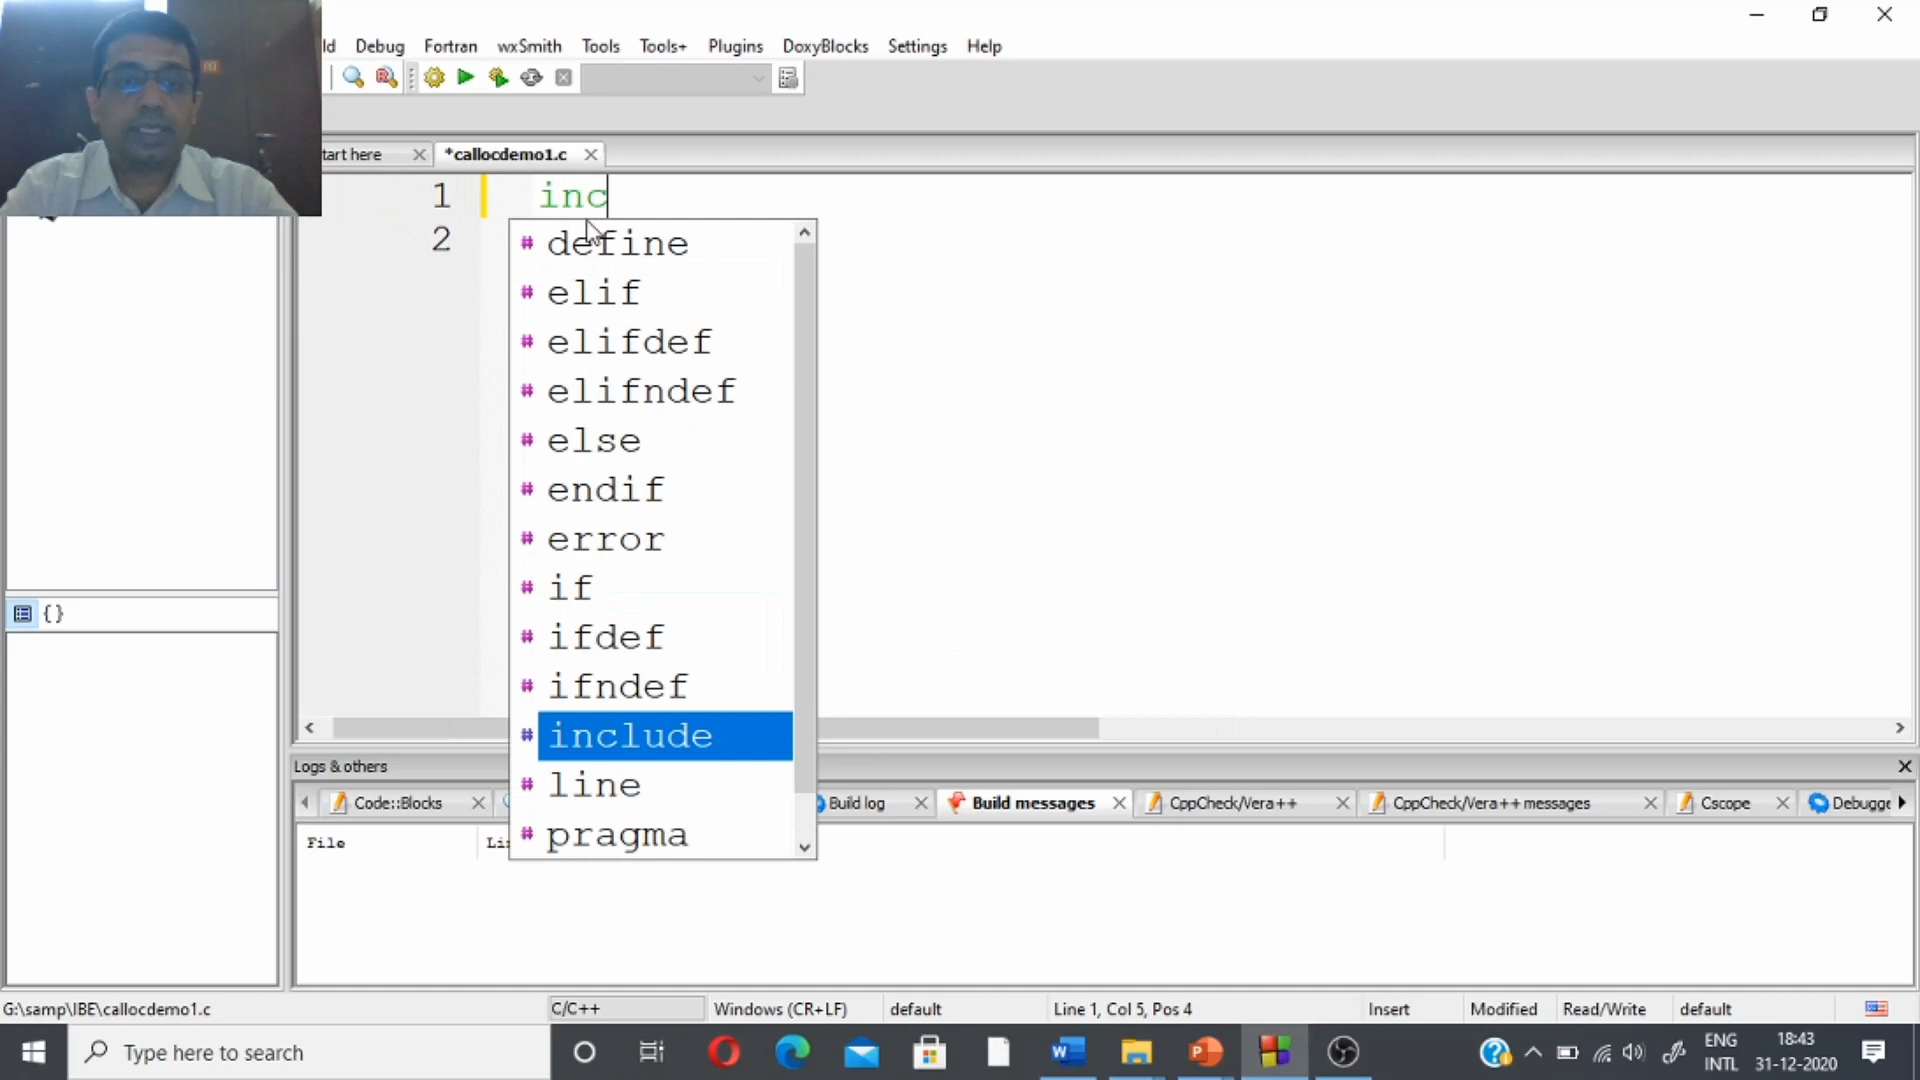 ld Debug Fortran wxSmith Tools Tools+ Plugins DoxyBlocks Settings Help
tart here *callocdemo1.c
1 inc
2
# define
# elif
# elifdef
# elifndef
# else
# endif
# error
# if
# ifdef
# ifndef
# include
# line
# pragma
{}
Logs & others
Code::Blocks Build log Build messages CppCheck/Vera++ CppCheck/Vera++ messages Cscope Debugge
File Li
G:\samp\IBE\callocdemo1.c C/C++ Windows (CR+LF) default Line 1, Col 5, Pos 4 Insert Modified Read/Write default
Type here to search
ENG 18:43
INTL 31-12-2020